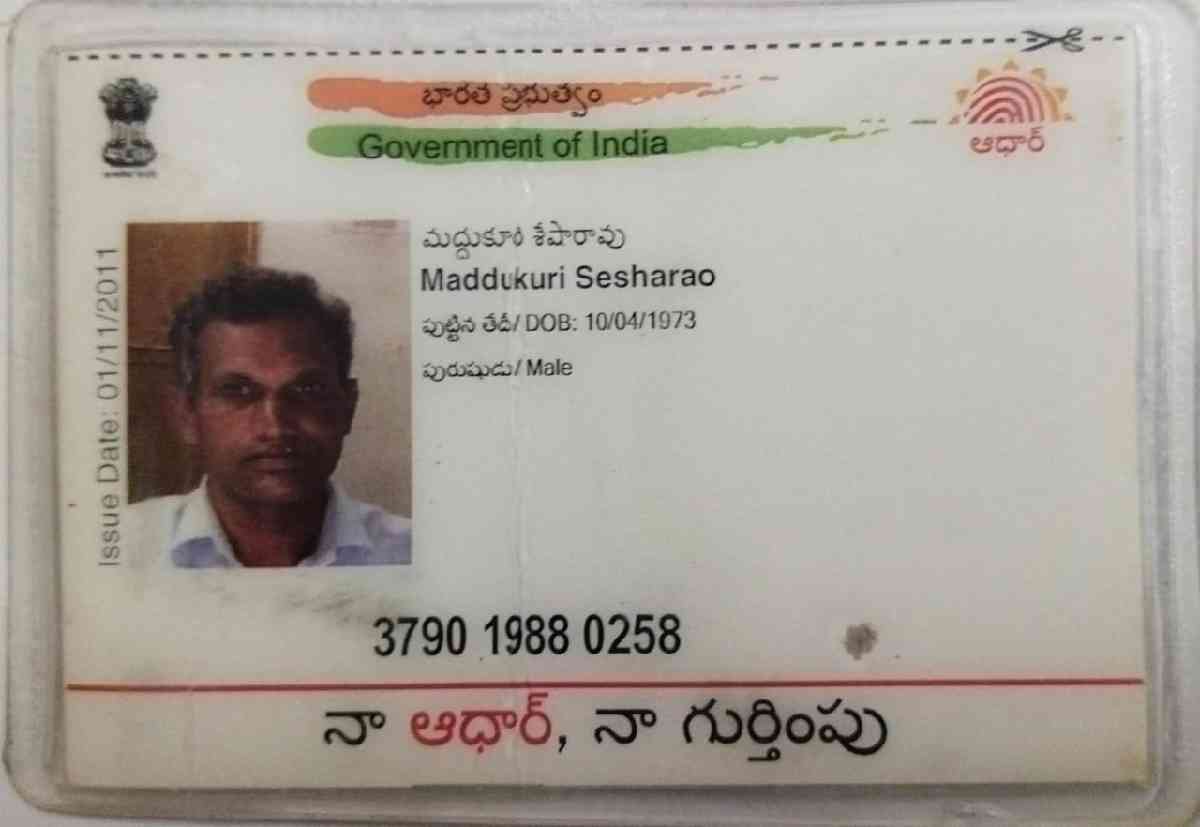 భారత ప్రభుత్వం
Government of India
ఆధార్
Issue Date: 01/11/2011
మద్దుకూరి శేషారావు
Maddukuri Sesharao
పుట్టిన తేదీ/ DOB: 10/04/1973
పురుషుడు/ Male
3790 1988 0258
నా ఆధార్, నా గుర్తింపు